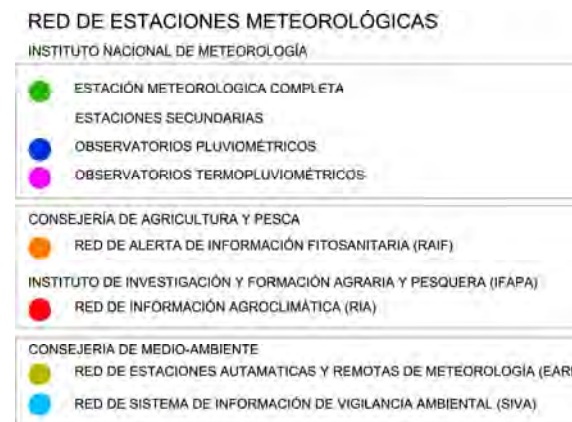 RED DE ESTACIONES METEOROLÓGICAS
INSTITUTO NACIONAL DE METEOROLOGÍA
ESTACIÓN METEOROLOGICA COMPLETA
ESTACIONES SECUNDARIAS
OBSERVATORIOS PLUVIOMÉTRICOS
OBSERVATORIOS TERMOPLUVIOMÉTRICOS
CONSEJERÍA DE AGRICULTURA Y PESCA
RED DE ALERTA DE INFORMACIÓN FITOSANITARIA (RAIF)
INSTITUTO DE INVESTIGACIÓN Y FORMACIÓN AGRARIA Y PESQUERA (IFAPA)
RED DE INFORMACIÓN AGROCLIMÁTICA (RIA)
CONSEJERIA DE MEDIO-AMBIENTE
RED DE ESTACIONES AUTAMATICAS Y REMOTAS DE METEOROLOGÍA (EAR
RED DE SISTEMA DE INFORMACIÓN DE VIGILANCIA AMBIENTAL (SIVA)